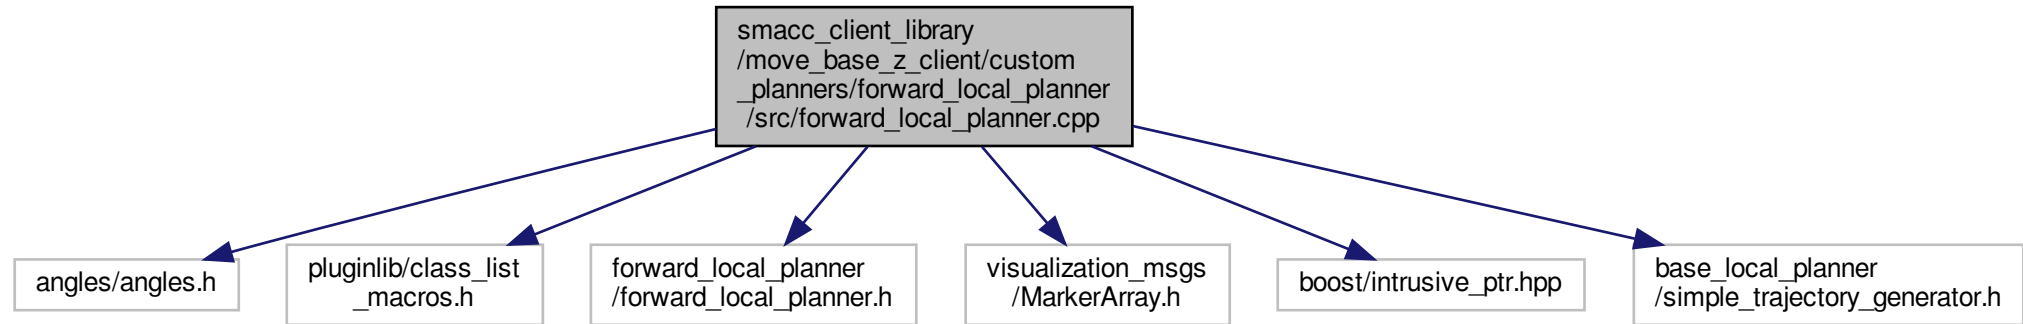 smacc_client_library
/move_base_z_client/custom
_planners/forward_local_planner
/src/forward_local_planner.cpp
angles/angles.h
pluginlib/class_list
_macros.h
forward_local_planner
/forward_local_planner.h
visualization_msgs
/MarkerArray.h
boost/intrusive_ptr.hpp
base_local_planner
/simple_trajectory_generator.h